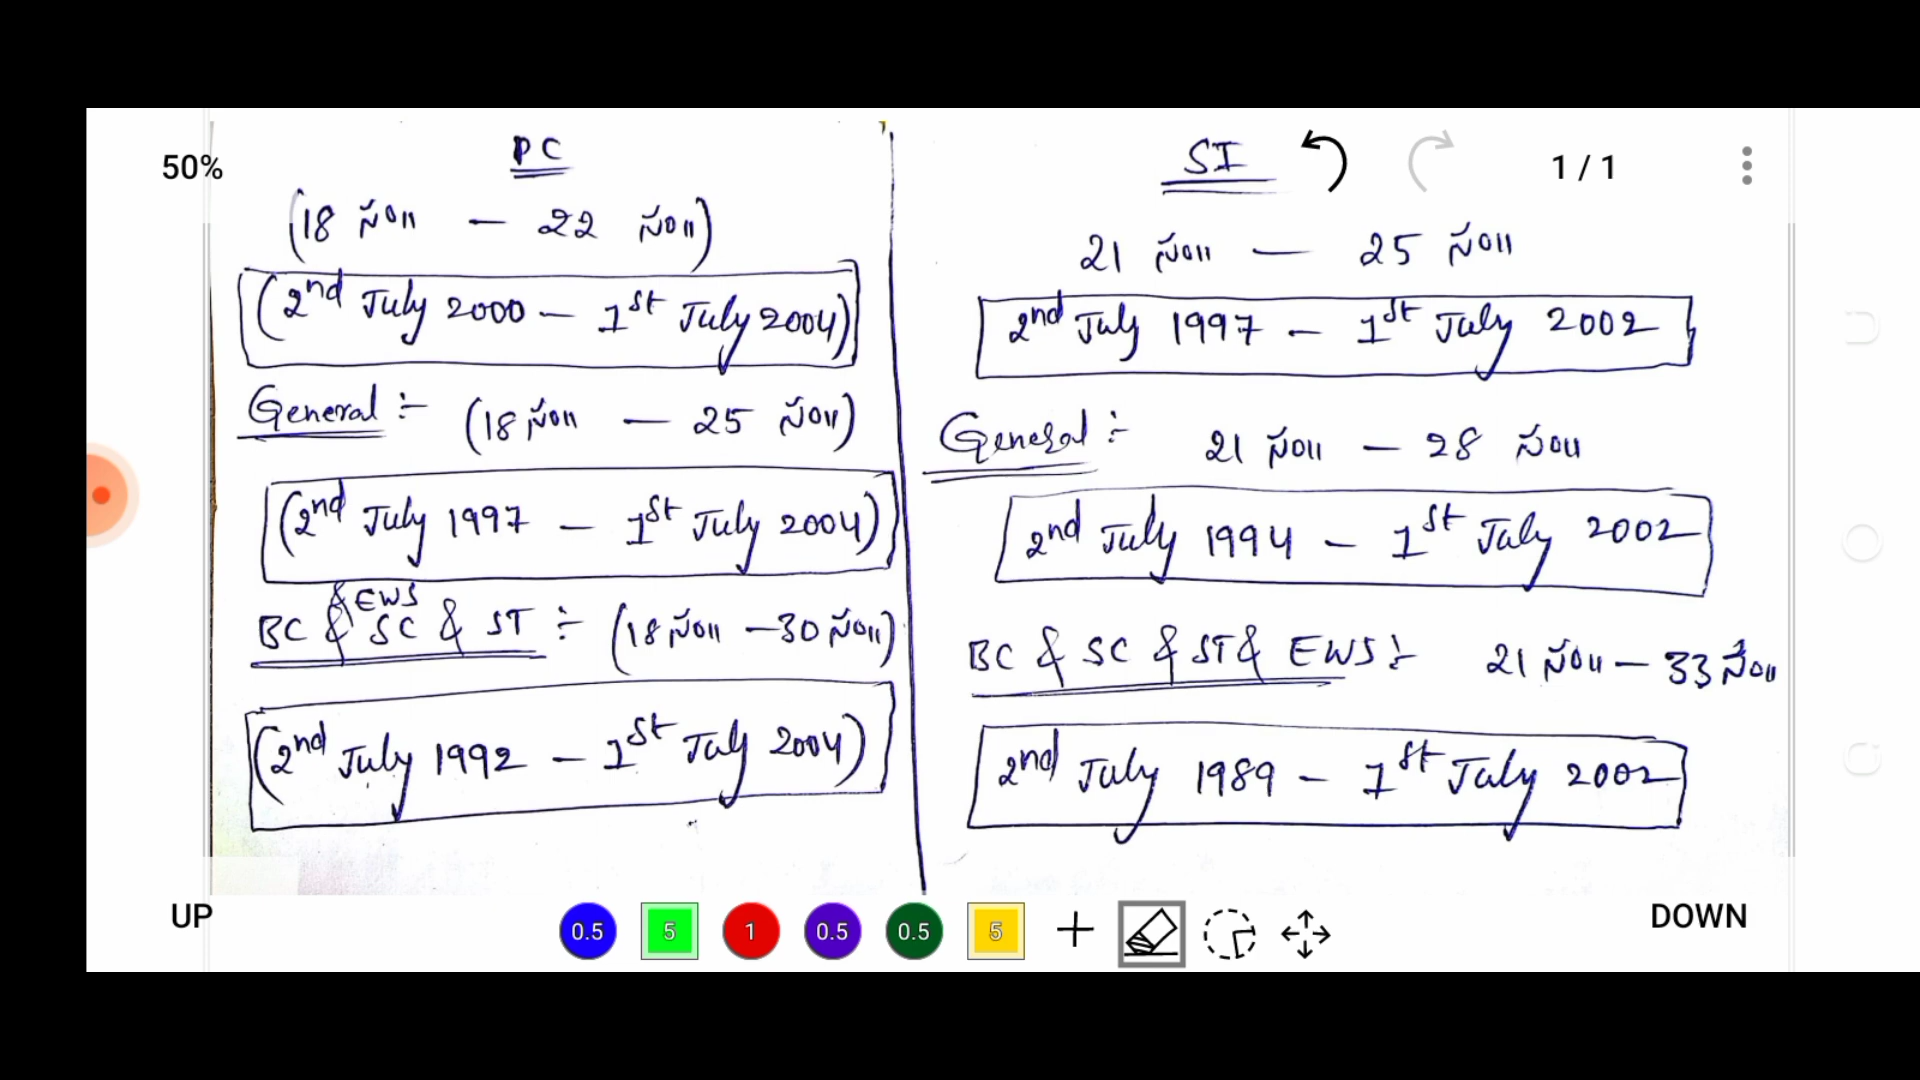 50%
PC
(18 సం॥ — 22 సం॥)
(2nd July 2000 — 1st July 2004)
General :- (18 సం॥ — 25 సం॥)
(2nd July 1997 — 1st July 2004)
& EWS
BC & SC & ST :- (18 సం॥ — 30 సం॥)
(2nd July 1992 — 1st July 2004)
SI
1 / 1
21 సం॥ — 25 సం॥
2nd July 1997 — 1st July 2002
General :- 21 సం॥ — 28 సం॥
2nd July 1994 — 1st July 2002
BC & SC & ST & EWS :- 21 సం॥ — 33 సం॥
2nd July 1989 — 1st July 2002
UP
0.5 5 1 0.5 0.5 5
DOWN